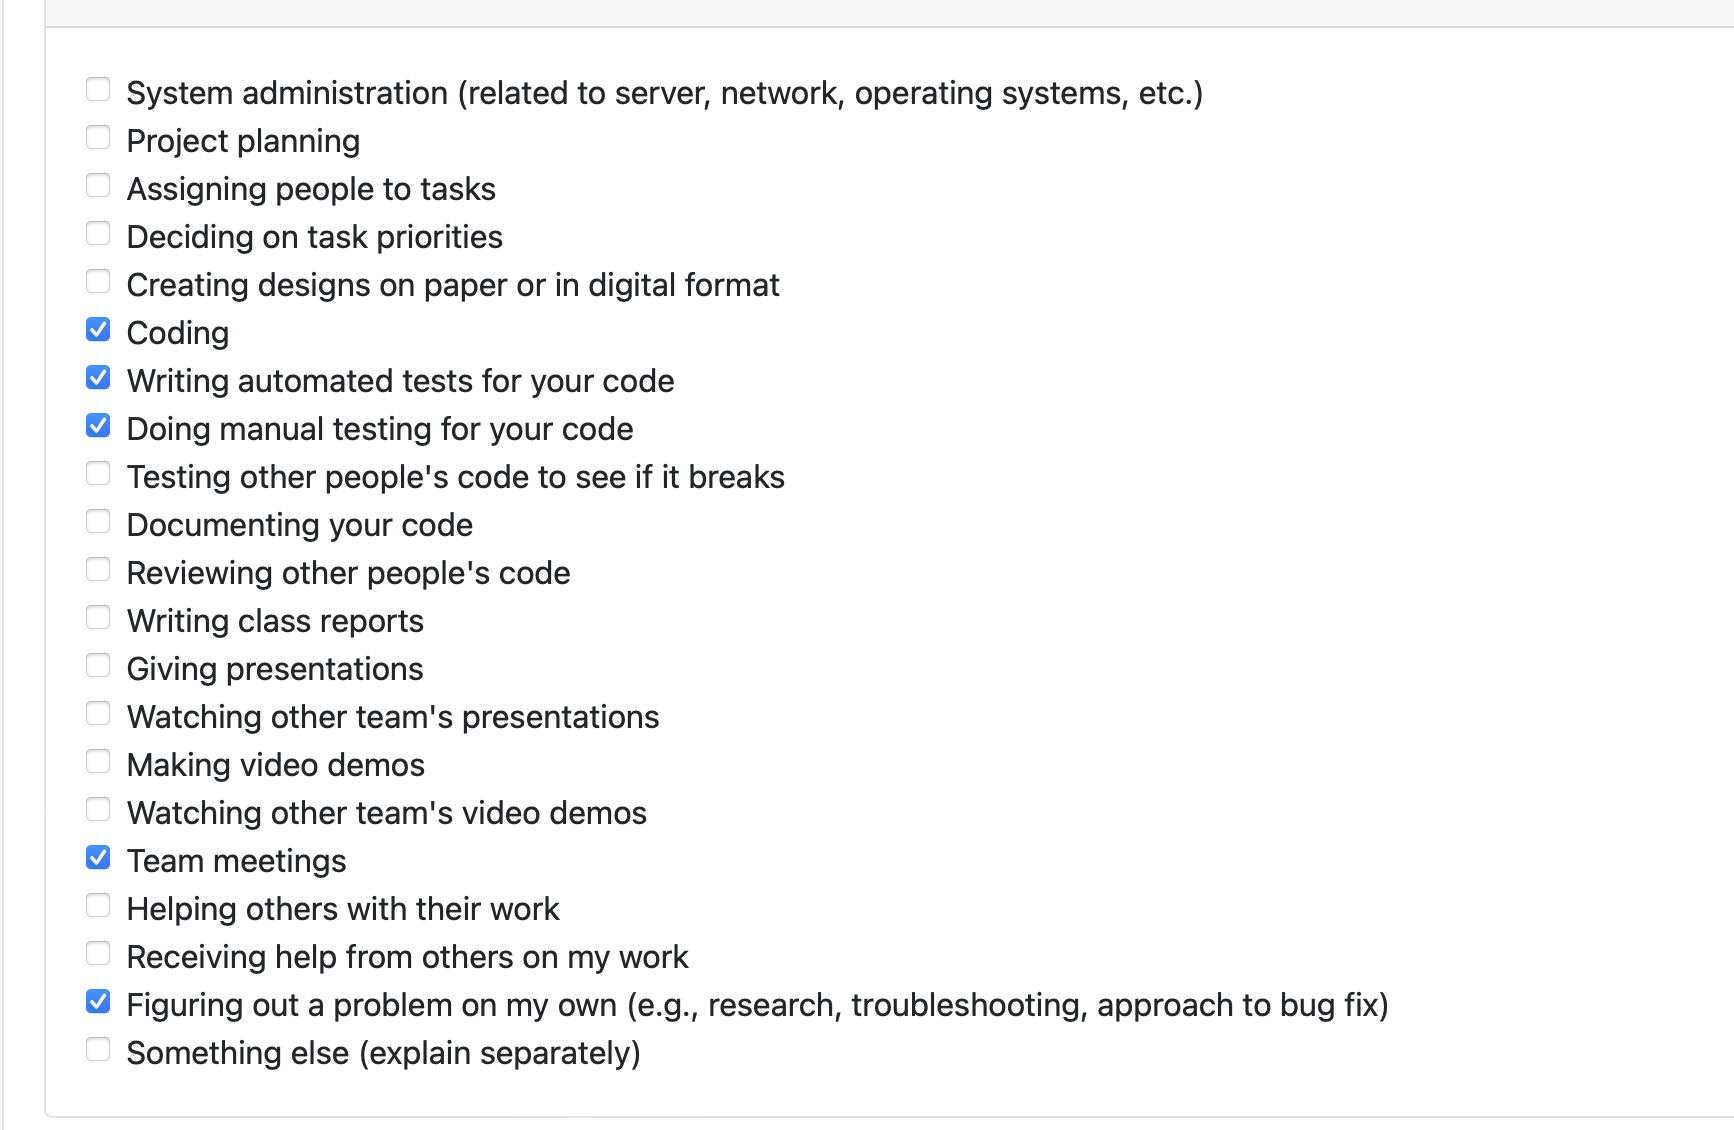 System administration (related to server, network, operating systems, etc.)
Project planning
Assigning people to tasks
Deciding on task priorities
Creating designs on paper or in digital format
Coding
Writing automated tests for your code
Doing manual testing for your code
Testing other people's code to see if it breaks
Documenting your code
Reviewing other people's code
Writing class reports
Giving presentations
Watching other team's presentations
Making video demos
Watching other team's video demos
Team meetings
Helping others with their work
Receiving help from others on my work
Figuring out a problem on my own (e.g., research, troubleshooting, approach to bug fix)
Something else (explain separately)